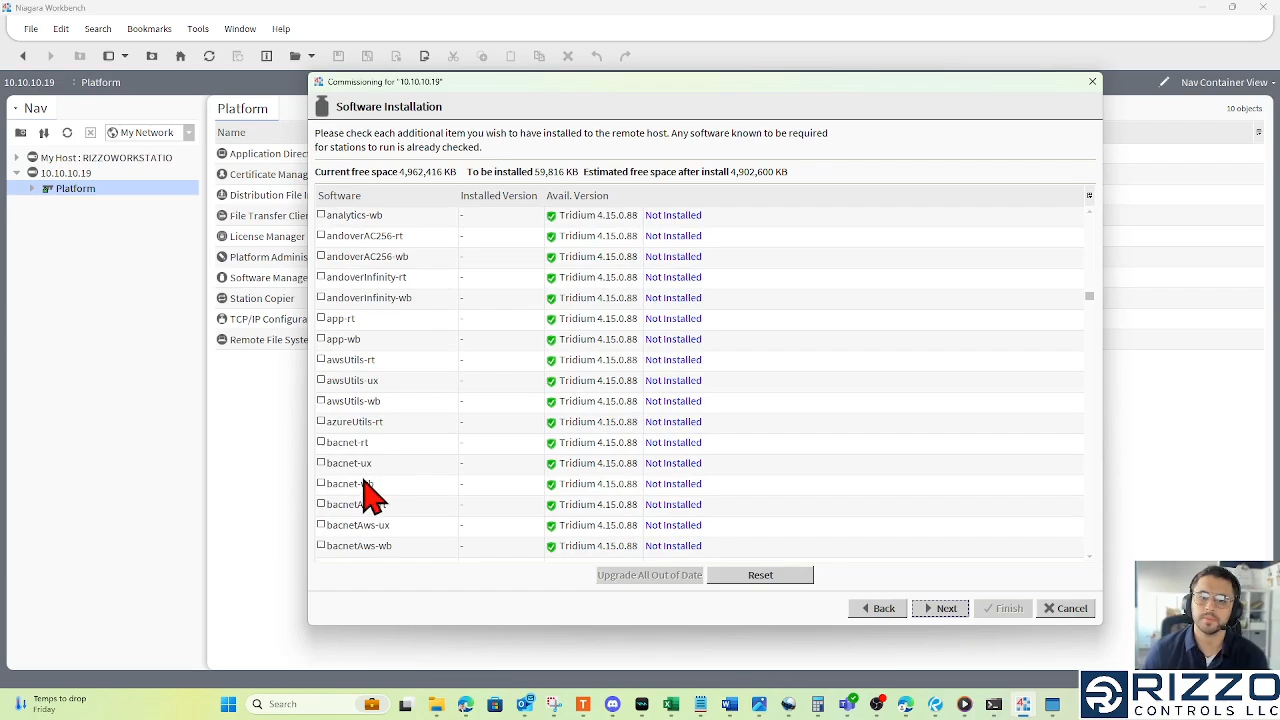 Niagara Workbench
File Edit Search Bookmarks Tools Window Help
10.10.10.19 : Platform
Nav Container View
Nav
My Network
My Host : RIZZOWORKSTATIO
10.10.10.19
Platform
Platform
10 objects
Name
Application Direc
Certificate Manag
Distribution File I
File Transfer Clien
License Manager
Platform Adminis
Software Manage
Station Copier
TCP/IP Configura
Remote File Syste
Commissioning for "10.10.10.19"
Software Installation
Please check each additional item you wish to have installed to the remote host. Any software known to be required
for stations to run is already checked.
Current free space 4,962,416 KB To be installed 59,816 KB Estimated free space after install 4,902,600 KB
Software Installed Version Avail. Version
analytics-wb - Tridium 4.15.0.88 Not Installed
andoverAC256-rt - Tridium 4.15.0.88 Not Installed
andoverAC256-wb - Tridium 4.15.0.88 Not Installed
andoverInfinity-rt - Tridium 4.15.0.88 Not Installed
andoverInfinity-wb - Tridium 4.15.0.88 Not Installed
app-rt - Tridium 4.15.0.88 Not Installed
app-wb - Tridium 4.15.0.88 Not Installed
awsUtils-rt - Tridium 4.15.0.88 Not Installed
awsUtils-ux - Tridium 4.15.0.88 Not Installed
awsUtils-wb - Tridium 4.15.0.88 Not Installed
azureUtils-rt - Tridium 4.15.0.88 Not Installed
bacnet-rt - Tridium 4.15.0.88 Not Installed
bacnet-ux - Tridium 4.15.0.88 Not Installed
bacnet-wb - Tridium 4.15.0.88 Not Installed
- Tridium 4.15.0.88 Not Installed
bacnetAws-ux - Tridium 4.15.0.88 Not Installed
bacnetAws-wb - Tridium 4.15.0.88 Not Installed
Upgrade All Out of Date Reset
Back Next Finish Cancel
Temps to drop
Friday
Search
RIZZO
CONTROLS LLC